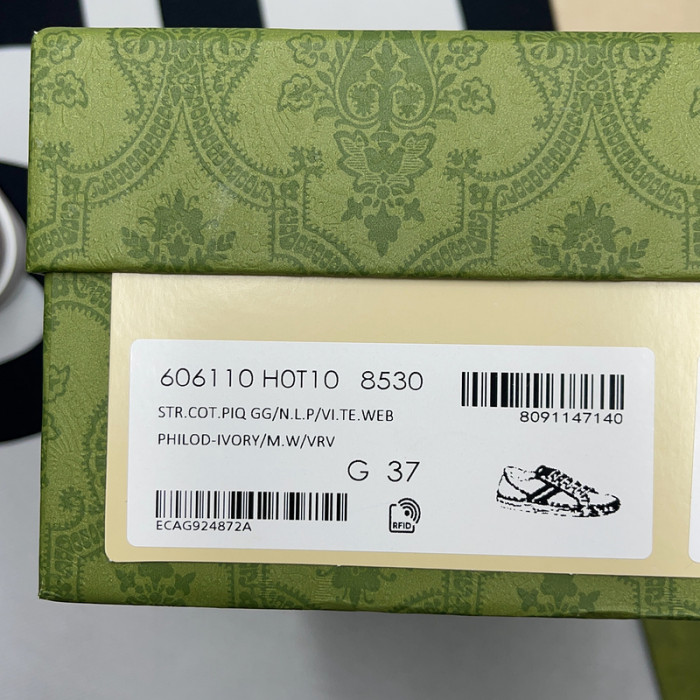 606110 H0T10 8530
8091147140
STR.COT.PIQ GG/N.L.P/VI.TE.WEB
PHILOD-IVORY/M.W/VRV
G 37
ECAG924872A
RFID